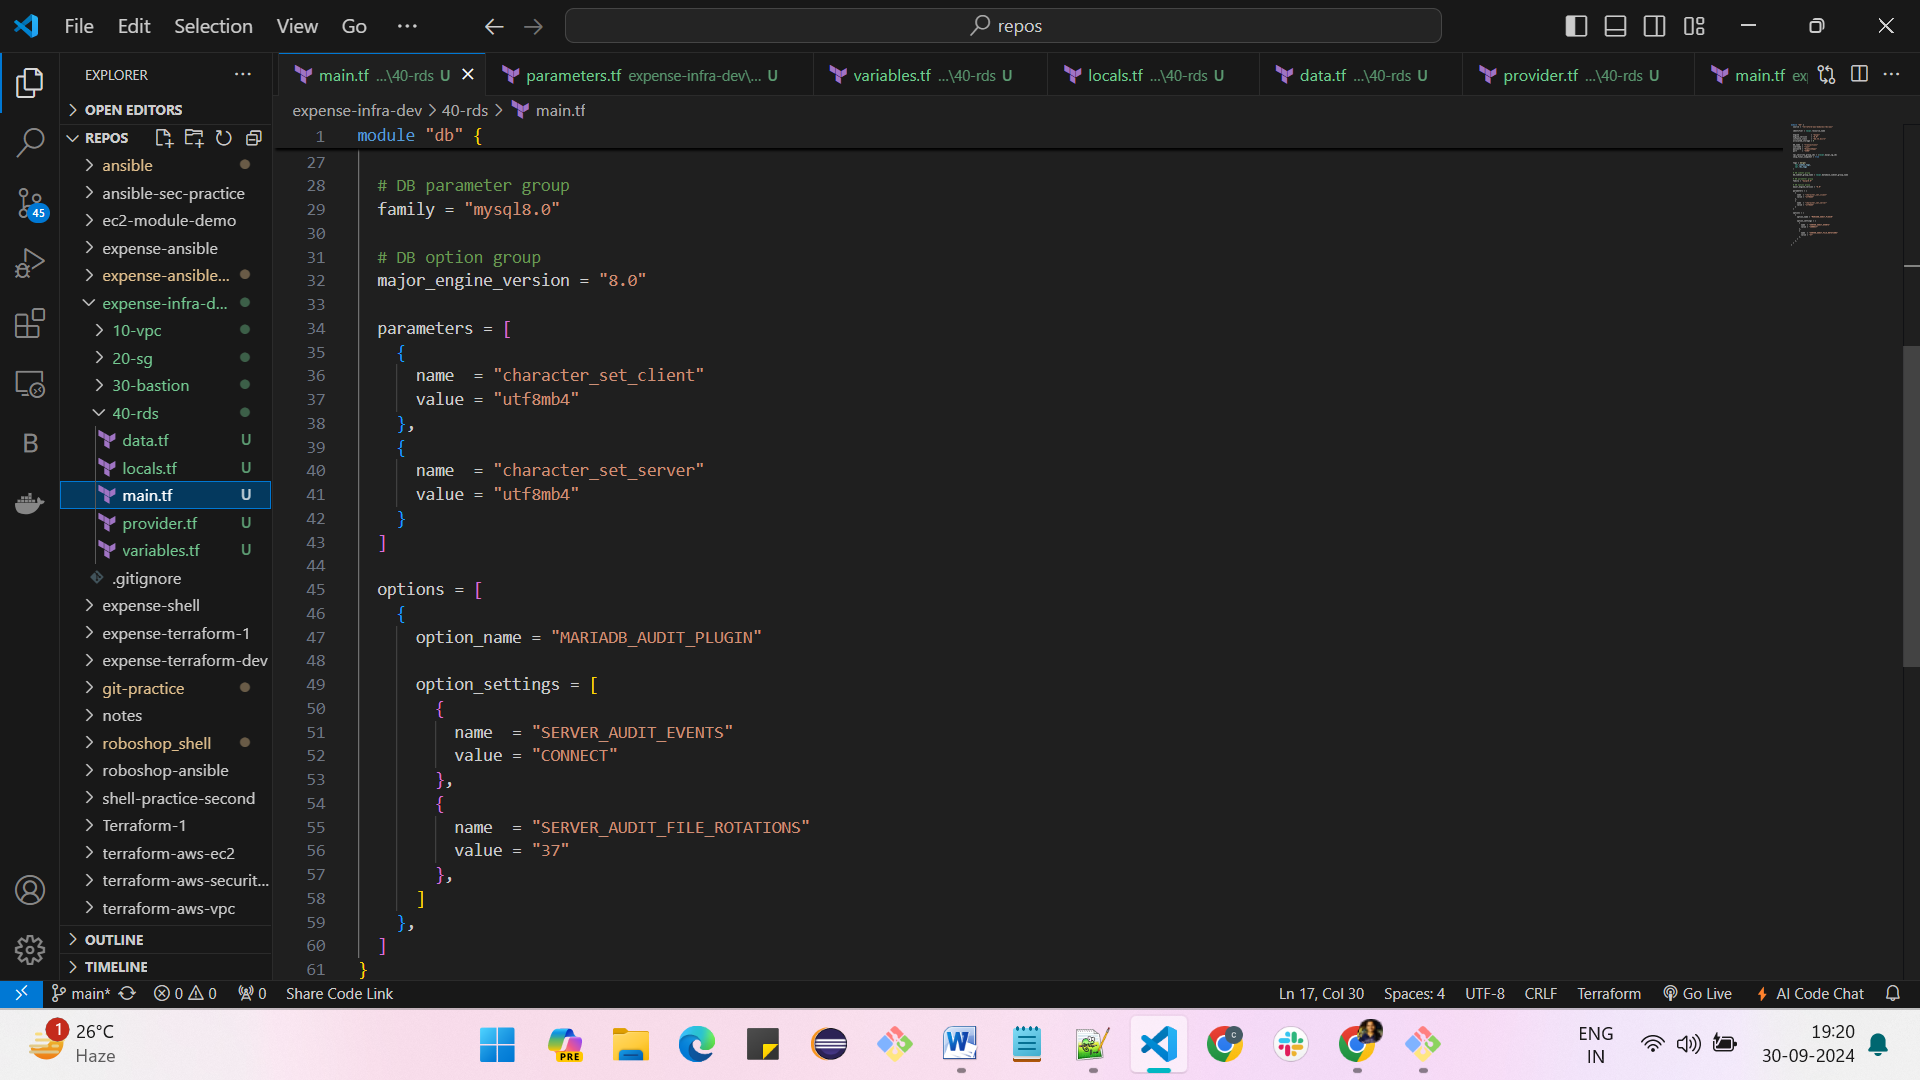 File Edit Selection View Go ···
repos
EXPLORER ···
OPEN EDITORS
REPOS
ansible
ansible-sec-practice
ec2-module-demo
expense-ansible
expense-ansible...
expense-infra-d...
10-vpc
20-sg
30-bastion
40-rds
data.tf U
locals.tf U
main.tf U
provider.tf U
variables.tf U
.gitignore
expense-shell
expense-terraform-1
expense-terraform-dev
git-practice
notes
roboshop_shell
roboshop-ansible
shell-practice-second
Terraform-1
terraform-aws-ec2
terraform-aws-securit...
terraform-aws-vpc
OUTLINE
TIMELINE
45
B
main.tf ...\40-rds U
parameters.tf expense-infra-dev\... U
variables.tf ...\40-rds U
locals.tf ...\40-rds U
data.tf ...\40-rds U
provider.tf ...\40-rds U
main.tf ex
expense-infra-dev > 40-rds > main.tf
1 module "db" {
27
28 # DB parameter group
29 family = "mysql8.0"
30
31 # DB option group
32 major_engine_version = "8.0"
33
34 parameters = [
35 {
36 name  = "character_set_client"
37 value = "utf8mb4"
38 },
39 {
40 name  = "character_set_server"
41 value = "utf8mb4"
42 }
43 ]
44
45 options = [
46 {
47 option_name = "MARIADB_AUDIT_PLUGIN"
48
49 option_settings = [
50 {
51 name  = "SERVER_AUDIT_EVENTS"
52 value = "CONNECT"
53 },
54 {
55 name  = "SERVER_AUDIT_FILE_ROTATIONS"
56 value = "37"
57 },
58 ]
59 },
60 ]
61 }
main* 0 0 0 Share Code Link
Ln 17, Col 30 Spaces: 4 UTF-8 CRLF Terraform Go Live AI Code Chat
1
26°C
Haze
PRE
W
C
ENG
IN
19:20
30-09-2024